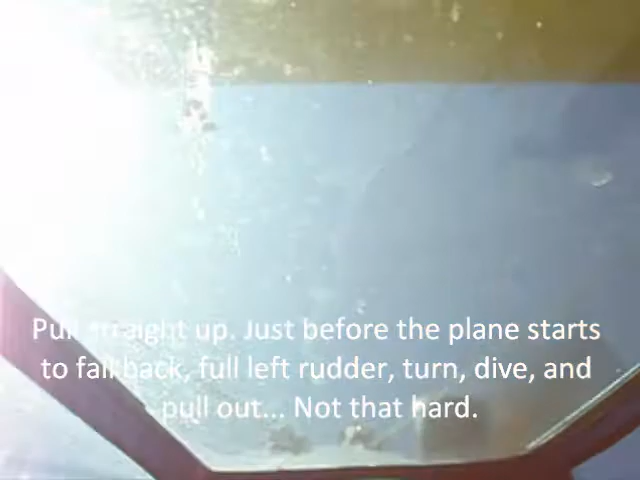 Pull straight up. Just before the plane starts
to fall back, full left rudder, turn, dive, and
pull out... Not that hard.